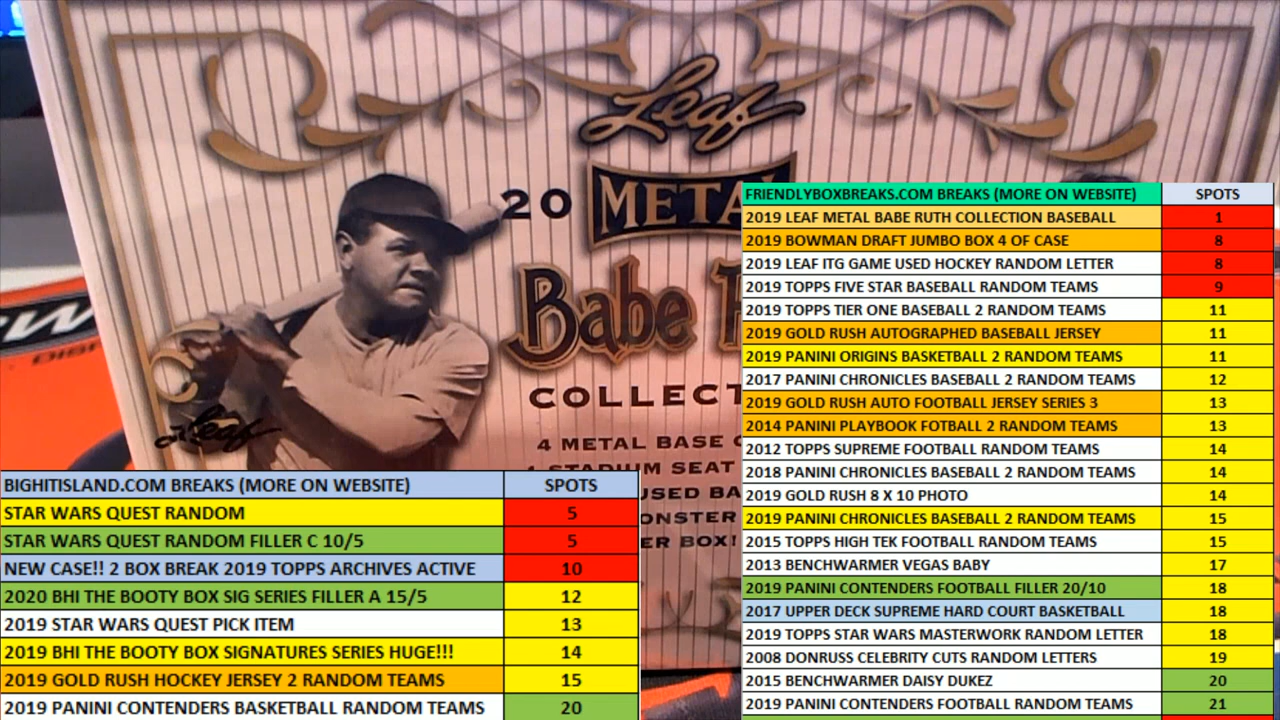 Leaf
20 METAL
Babe
COLLECT
4 METAL BASE
STADIUM SEAT
USED BA
ONSTER
ER BOX!
Leaf
BIGHITISLAND.COM BREAKS (MORE ON WEBSITE) SPOTS
STAR WARS QUEST RANDOM 5
STAR WARS QUEST RANDOM FILLER C 10/5 5
NEW CASE!! 2 BOX BREAK 2019 TOPPS ARCHIVES ACTIVE 10
2020 BHI THE BOOTY BOX SIG SERIES FILLER A 15/5 12
2019 STAR WARS QUEST PICK ITEM 13
2019 BHI THE BOOTY BOX SIGNATURES SERIES HUGE!!! 14
2019 GOLD RUSH HOCKEY JERSEY 2 RANDOM TEAMS 15
2019 PANINI CONTENDERS BASKETBALL RANDOM TEAMS 20
FRIENDLYBOXBREAKS.COM BREAKS (MORE ON WEBSITE) SPOTS
2019 LEAF METAL BABE RUTH COLLECTION BASEBALL 1
2019 BOWMAN DRAFT JUMBO BOX 4 OF CASE 8
2019 LEAF ITG GAME USED HOCKEY RANDOM LETTER 8
2019 TOPPS FIVE STAR BASEBALL RANDOM TEAMS 9
2019 TOPPS TIER ONE BASEBALL 2 RANDOM TEAMS 11
2019 GOLD RUSH AUTOGRAPHED BASEBALL JERSEY 11
2019 PANINI ORIGINS BASKETBALL 2 RANDOM TEAMS 11
2017 PANINI CHRONICLES BASEBALL 2 RANDOM TEAMS 12
2019 GOLD RUSH AUTO FOOTBALL JERSEY SERIES 3 13
2014 PANINI PLAYBOOK FOTBALL 2 RANDOM TEAMS 13
2012 TOPPS SUPREME FOOTBALL RANDOM TEAMS 14
2018 PANINI CHRONICLES BASEBALL 2 RANDOM TEAMS 14
2019 GOLD RUSH 8 X 10 PHOTO 14
2019 PANINI CHRONICLES BASEBALL 2 RANDOM TEAMS 15
2015 TOPPS HIGH TEK FOOTBALL RANDOM TEAMS 15
2013 BENCHWARMER VEGAS BABY 17
2019 PANINI CONTENDERS FOOTBALL FILLER 20/10 18
2017 UPPER DECK SUPREME HARD COURT BASKETBALL 18
2019 TOPPS STAR WARS MASTERWORK RANDOM LETTER 18
2008 DONRUSS CELEBRITY CUTS RANDOM LETTERS 19
2015 BENCHWARMER DAISY DUKEZ 20
2019 PANINI CONTENDERS FOOTBALL RANDOM TEAMS 21